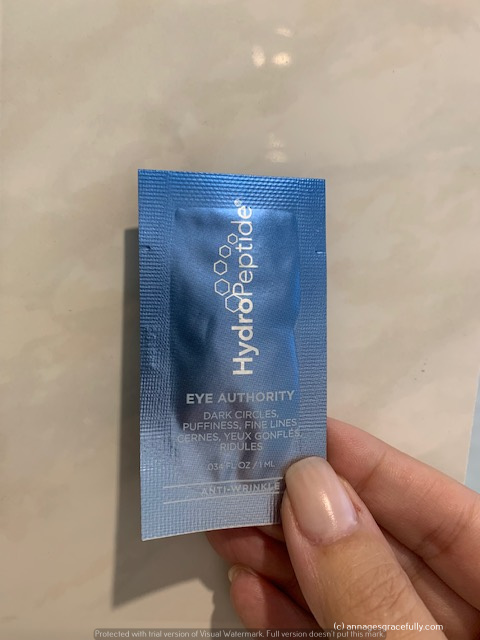 HydroPeptide®
EYE AUTHORITY
DARK CIRCLES,
PUFFINESS, FINE LINES
CERNES, YEUX GONFLÉS,
RIDULES
.034 FL OZ / 1 ML
ANTI-WRINKLE
(c) annagesgracefully.com
Protected with trial version of Visual Watermark. Full version doesn't put this mark.